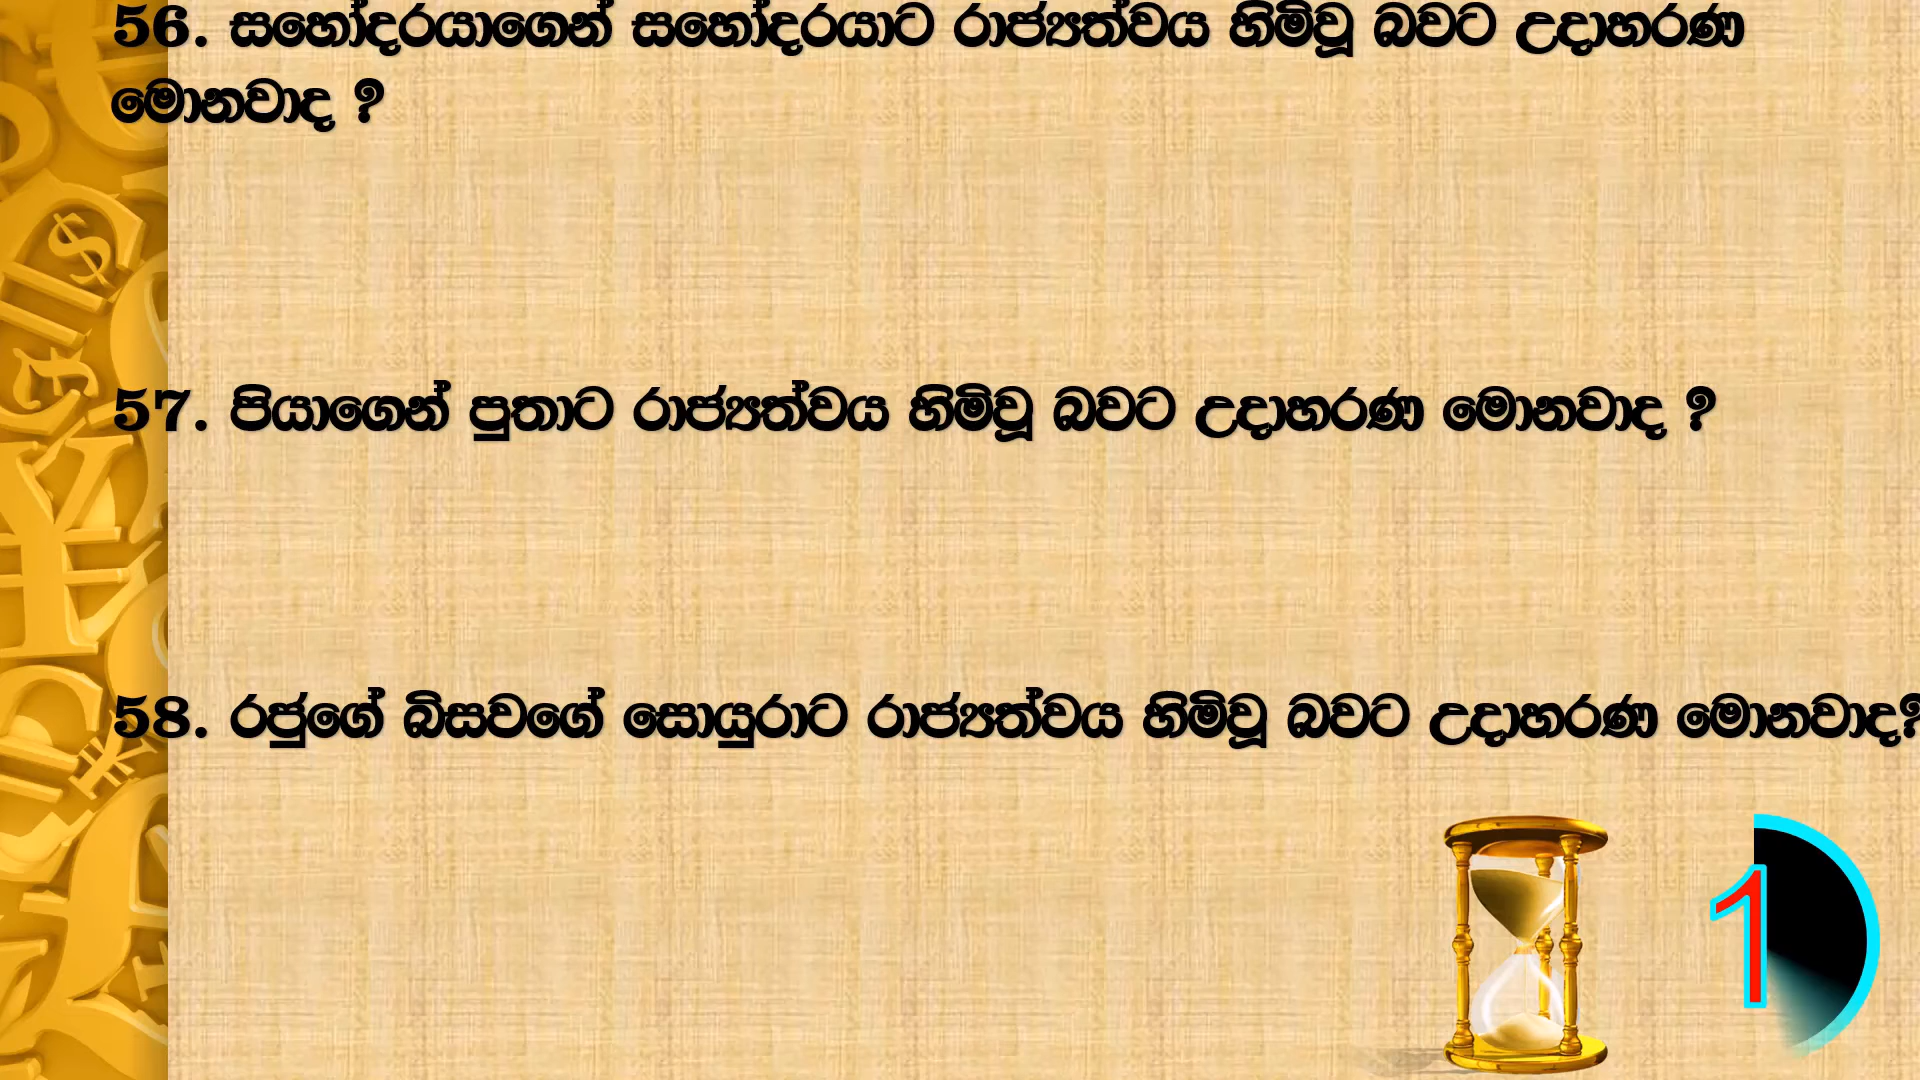 56. සහෝදරයාගෙන් සහෝදරයාට රාජ්‍යත්වය හිමිවූ බවට උදාහරණ
මොනවාද ?
57. පියාගෙන් පුතාට රාජ්‍යත්වය හිමිවූ බවට උදාහරණ මොනවාද ?
58. රජුගේ බිසවගේ සොයුරාට රාජ්‍යත්වය හිමිවූ බවට උදාහරණ මොනවාද?
1